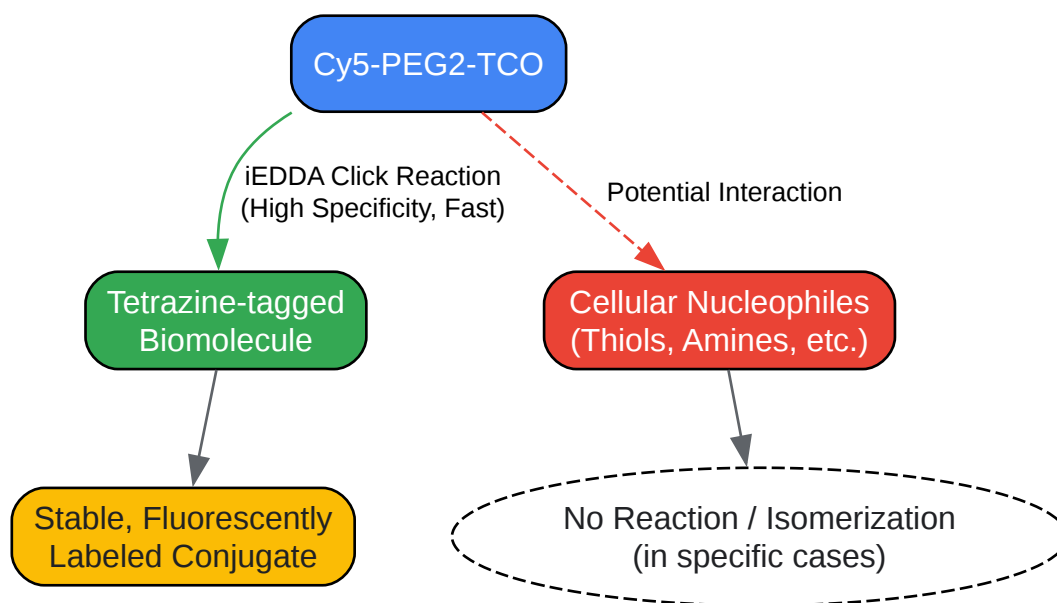 Cy5-PEG2-TCO
iEDDA Click Reaction
(High Specificity, Fast)
Potential Interaction
Tetrazine-tagged
Biomolecule
Cellular Nucleophiles
(Thiols, Amines, etc.)
Stable, Fluorescently
Labeled Conjugate
No Reaction / Isomerization
(in specific cases)